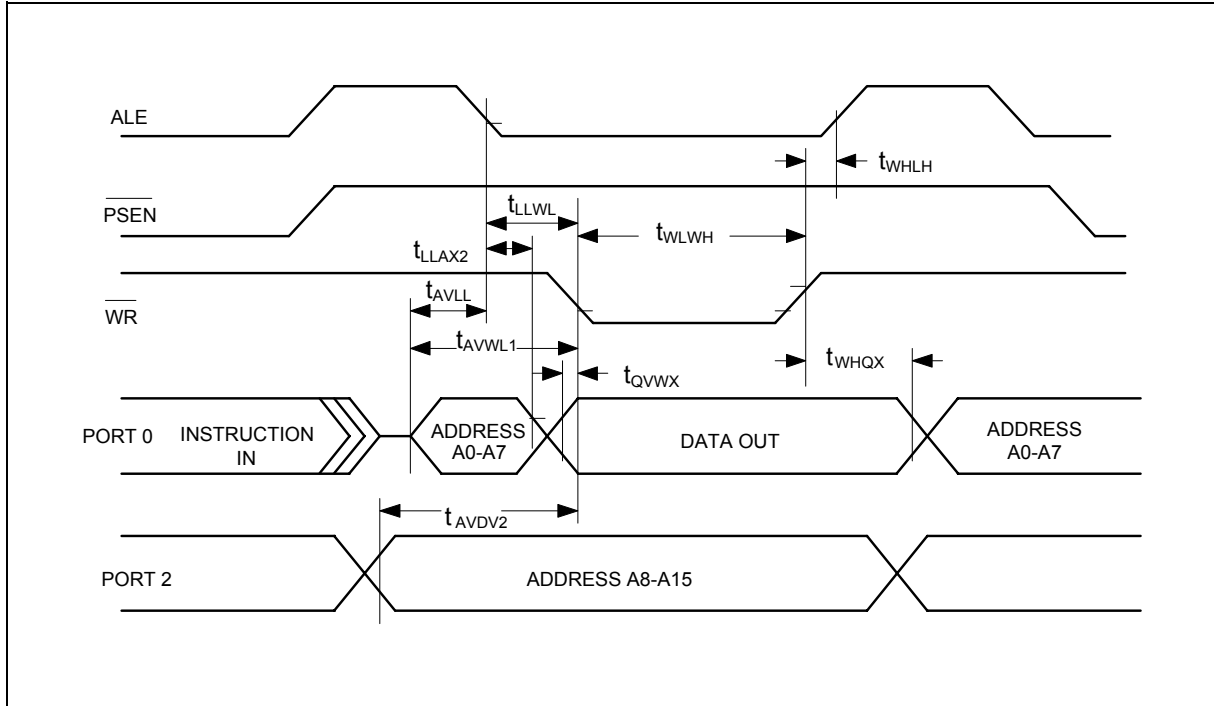 ALE
tWHLH
PSEN
tLLWL
tWLWH
tLLAX2
tAVLL
WR
tAVWL1
tWHQX
tQVWX
PORT 0
INSTRUCTION
IN
ADDRESS
A0-A7
DATA OUT
ADDRESS
A0-A7
tAVDV2
PORT 2
ADDRESS A8-A15